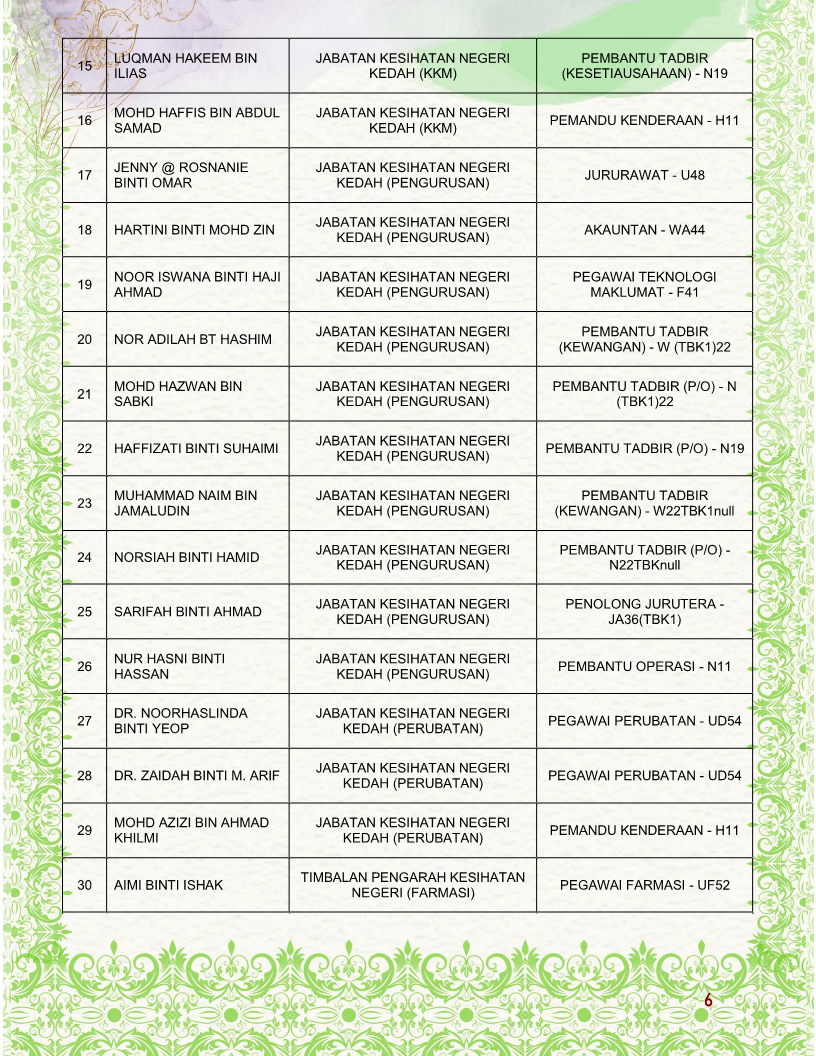 15
LUQMAN HAKEEM BIN
ILIAS
JABATAN KESIHATAN NEGERI
KEDAH (KKM)
PEMBANTU TADBIR
(KESETIAUSAHAAN) - N19
16
MOHD HAFFIS BIN ABDUL
SAMAD
JABATAN KESIHATAN NEGERI
KEDAH (KKM)
PEMANDU KENDERAAN - H11
17
JENNY @ ROSNANIE
BINTI OMAR
JABATAN KESIHATAN NEGERI
KEDAH (PENGURUSAN)
JURURAWAT - U48
18
HARTINI BINTI MOHD ZIN
JABATAN KESIHATAN NEGERI
KEDAH (PENGURUSAN)
AKAUNTAN - WA44
19
NOOR ISWANA BINTI HAJI
AHMAD
JABATAN KESIHATAN NEGERI
KEDAH (PENGURUSAN)
PEGAWAI TEKNOLOGI
MAKLUMAT - F41
20
NOR ADILAH BT HASHIM
JABATAN KESIHATAN NEGERI
KEDAH (PENGURUSAN)
PEMBANTU TADBIR
(KEWANGAN) - W (TBK1)22
21
MOHD HAZWAN BIN
SABKI
JABATAN KESIHATAN NEGERI
KEDAH (PENGURUSAN)
PEMBANTU TADBIR (P/O) - N
(TBK1)22
22
HAFFIZATI BINTI SUHAIMI
JABATAN KESIHATAN NEGERI
KEDAH (PENGURUSAN)
PEMBANTU TADBIR (P/O) - N19
23
MUHAMMAD NAIM BIN
JAMALUDIN
JABATAN KESIHATAN NEGERI
KEDAH (PENGURUSAN)
PEMBANTU TADBIR
(KEWANGAN) - W22TBK1null
24
NORSIAH BINTI HAMID
JABATAN KESIHATAN NEGERI
KEDAH (PENGURUSAN)
PEMBANTU TADBIR (P/O) -
N22TBKnull
25
SARIFAH BINTI AHMAD
JABATAN KESIHATAN NEGERI
KEDAH (PENGURUSAN)
PENOLONG JURUTERA -
JA36(TBK1)
26
NUR HASNI BINTI
HASSAN
JABATAN KESIHATAN NEGERI
KEDAH (PENGURUSAN)
PEMBANTU OPERASI - N11
27
DR. NOORHASLINDA
BINTI YEOP
JABATAN KESIHATAN NEGERI
KEDAH (PERUBATAN)
PEGAWAI PERUBATAN - UD54
28
DR. ZAIDAH BINTI M. ARIF
JABATAN KESIHATAN NEGERI
KEDAH (PERUBATAN)
PEGAWAI PERUBATAN - UD54
29
MOHD AZIZI BIN AHMAD
KHILMI
JABATAN KESIHATAN NEGERI
KEDAH (PERUBATAN)
PEMANDU KENDERAAN - H11
30
AIMI BINTI ISHAK
TIMBALAN PENGARAH KESIHATAN
NEGERI (FARMASI)
PEGAWAI FARMASI - UF52
6